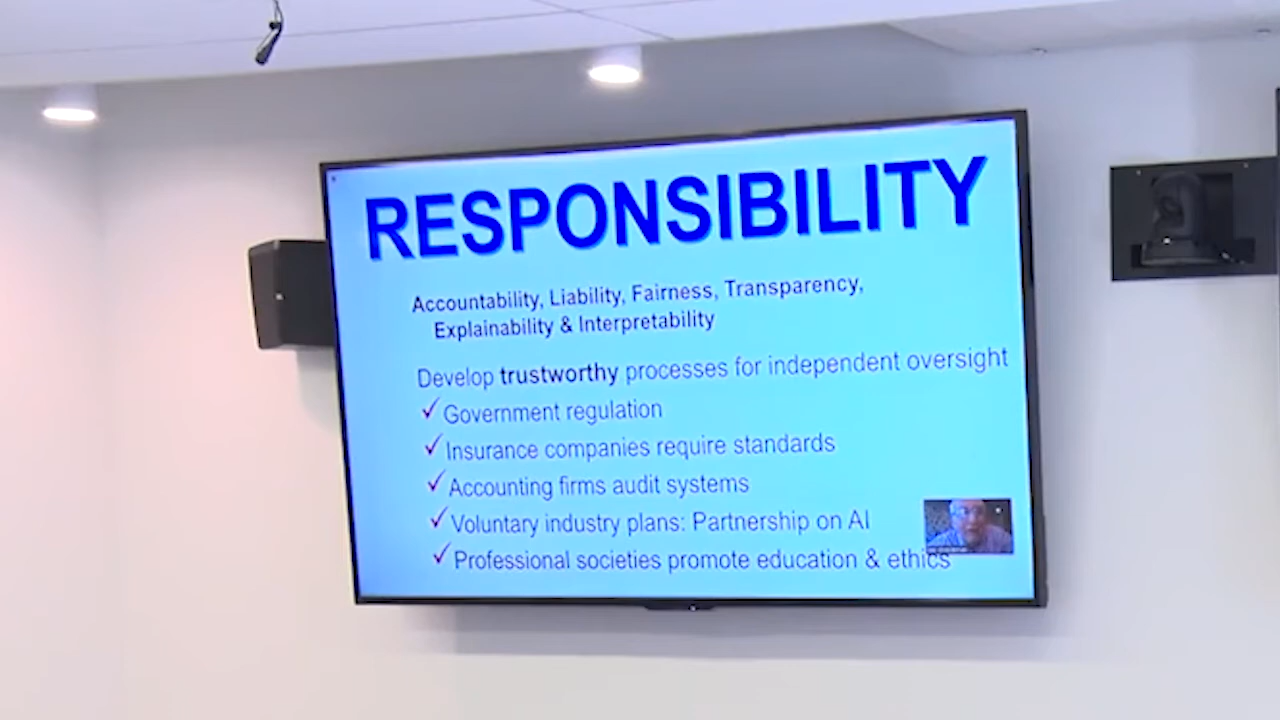 RESPONSIBILITY
Accountability, Liability, Fairness, Transparency,
Explainability & Interpretability
Develop trustworthy processes for independent oversight
✓Government regulation
✓Insurance companies require standards
✓Accounting firms audit systems
✓Voluntary industry plans: Partnership on AI
✓Professional societies promote education & ethics